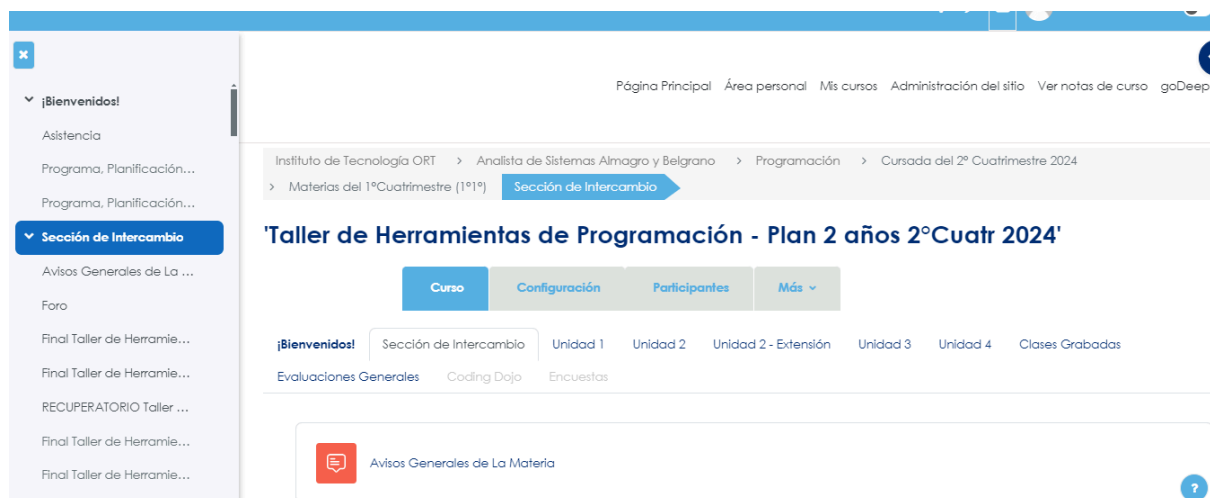 Página Principal Área personal Mis cursos Administración del sitio Ver notas de curso goDeep
¡Bienvenidos!
Asistencia
Programa, Planificación...
Programa, Planificación...
Sección de Intercambio
Avisos Generales de La ...
Foro
Final Taller de Herramie...
Final Taller de Herramie...
RECUPERATORIO Taller ...
Final Taller de Herramie...
Final Taller de Herramie...
Instituto de Tecnología ORT > Analista de Sistemas Almagro y Belgrano > Programación > Cursada del 2º Cuatrimestre 2024
> Materias del 1ºCuatrimestre (1º1º) Sección de Intercambio
'Taller de Herramientas de Programación - Plan 2 años 2°Cuatr 2024'
Curso Configuración Participantes Más
¡Bienvenidos! Sección de Intercambio Unidad 1 Unidad 2 Unidad 2 - Extensión Unidad 3 Unidad 4 Clases Grabadas
Evaluaciones Generales Coding Dojo Encuestas
Avisos Generales de La Materia
?